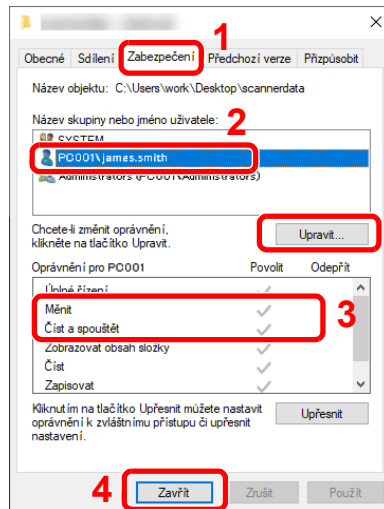 1
Obecné Sdílení Zabezpečení Předchozí verze Přizpůsobit
Název objektu: C:\Users\work\Desktop\scannerdata
Název skupiny nebo jméno uživatele:
2
SYSTEM
PC001\james.smith
Administrators (PC001\Administrators)
Chcete-li změnit oprávnění,
klikněte na tlačítko Upravit.
Upravit...
Oprávnění pro PC001 Povolit Odepřít
Úplné řízení
Měnit
Číst a spouštět
3
Zobrazovat obsah složky
Číst
Zapisovat
Kliknutím na tlačítko Upřesnit můžete nastavit
oprávnění k zvláštnímu přístupu či upřesnit
nastavení.
Upřesnit
4
Zavřít Zrušit Použít